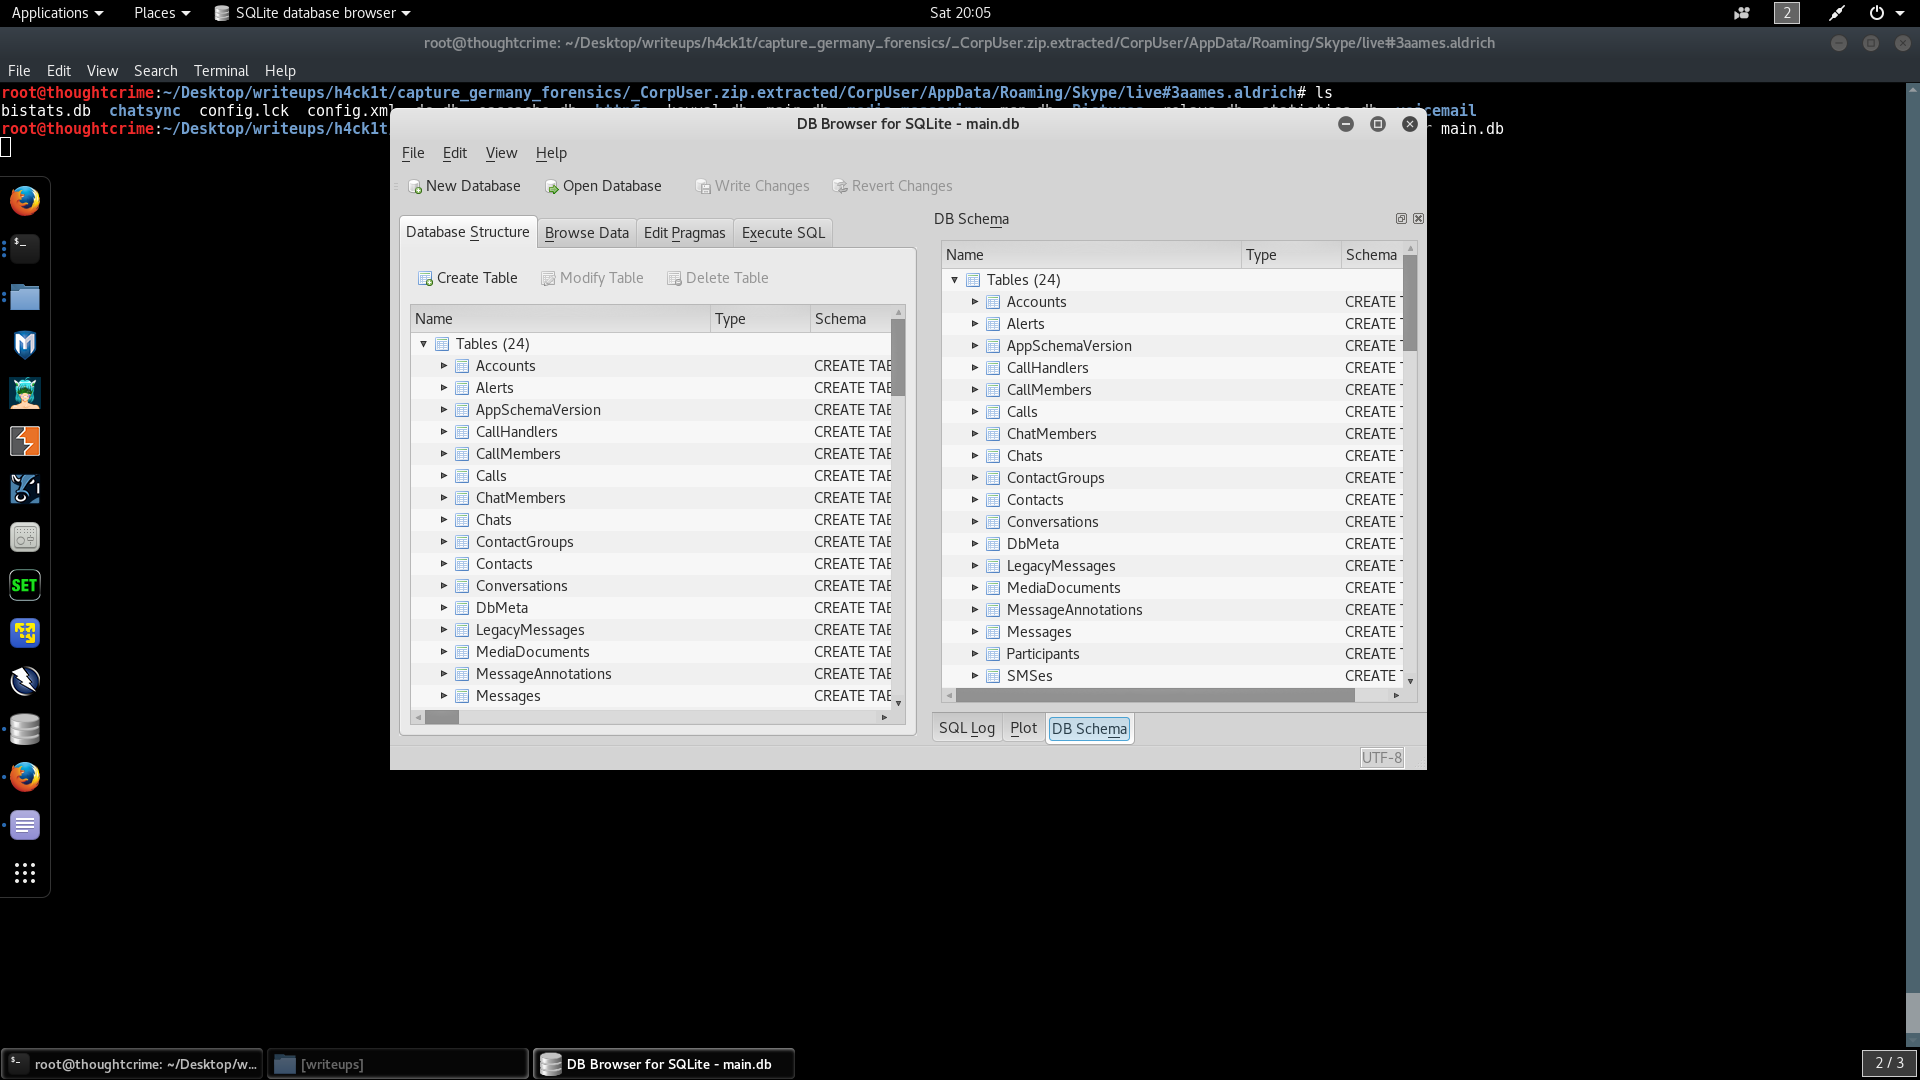 Applications Places SQLite database browser Sat 20:05 2
root@thoughtcrime: ~/Desktop/writeups/h4ck1t/capture_germany_forensics/_CorpUser.zip.extracted/CorpUser/AppData/Roaming/Skype/live#3aames.aldrich
File Edit View Search Terminal Help
root@thoughtcrime:~/Desktop/writeups/h4ck1t/capture_germany_forensics/_CorpUser.zip.extracted/CorpUser/AppData/Roaming/Skype/live#3aames.aldrich# ls
bistats.db chatsync config.lck config.xml
root@thoughtcrime:~/Desktop/writeups/h4ck1t/ main.db
DB Browser for SQLite - main.db
File Edit View Help
New Database Open Database Write Changes Revert Changes
Database Structure Browse Data Edit Pragmas Execute SQL
Create Table Modify Table Delete Table
Name Type Schema
Tables (24)
Accounts CREATE TAB
Alerts CREATE TAB
AppSchemaVersion CREATE TAB
CallHandlers CREATE TAB
CallMembers CREATE TAB
Calls CREATE TAB
ChatMembers CREATE TAB
Chats CREATE TAB
ContactGroups CREATE TAB
Contacts CREATE TAB
Conversations CREATE TAB
DbMeta CREATE TAB
LegacyMessages CREATE TAB
MediaDocuments CREATE TAB
MessageAnnotations CREATE TAB
Messages CREATE TAB
DB Schema
Name Type Schema
Tables (24)
Accounts CREATE T
Alerts CREATE T
AppSchemaVersion CREATE T
CallHandlers CREATE T
CallMembers CREATE T
Calls CREATE T
ChatMembers CREATE T
Chats CREATE T
ContactGroups CREATE T
Contacts CREATE T
Conversations CREATE T
DbMeta CREATE T
LegacyMessages CREATE T
MediaDocuments CREATE T
MessageAnnotations CREATE T
Messages CREATE T
Participants CREATE T
SMSes CREATE T
SQL Log Plot DB Schema
UTF-8
SET
root@thoughtcrime: ~/Desktop/w... [writeups] DB Browser for SQLite - main.db 2 / 3